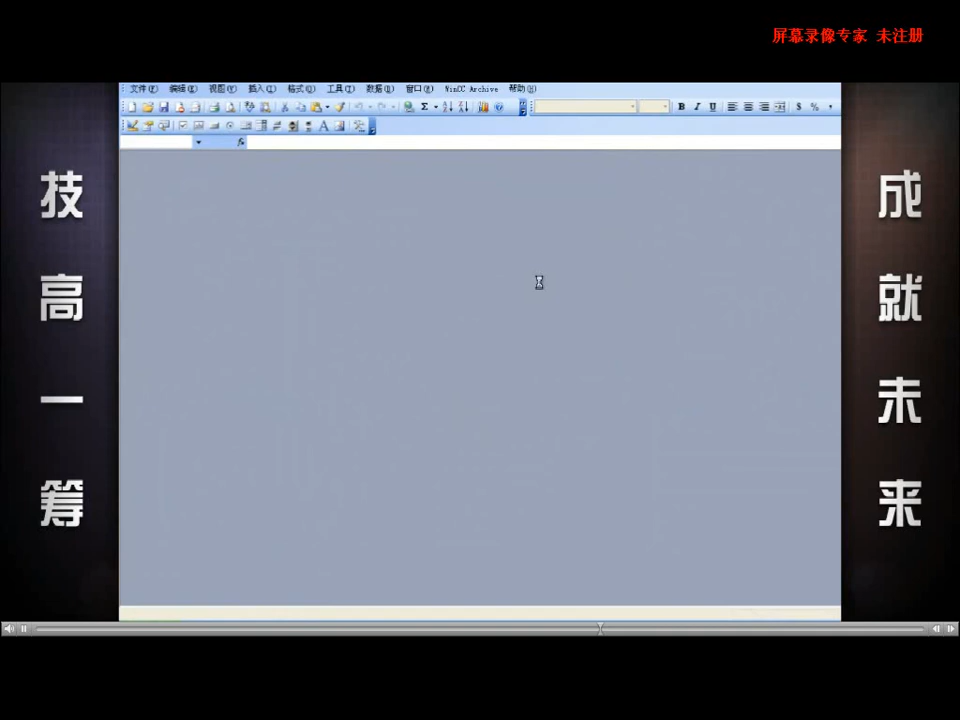 屏幕录像专家 未注册
文件(F) 编辑(E) 视图(V) 插入(I) 格式(O) 工具(T) 数据(D) 窗口(W) WinCC Archive 帮助(H)
Σ B I U $ %
A
fx
技高一筹
成就未来